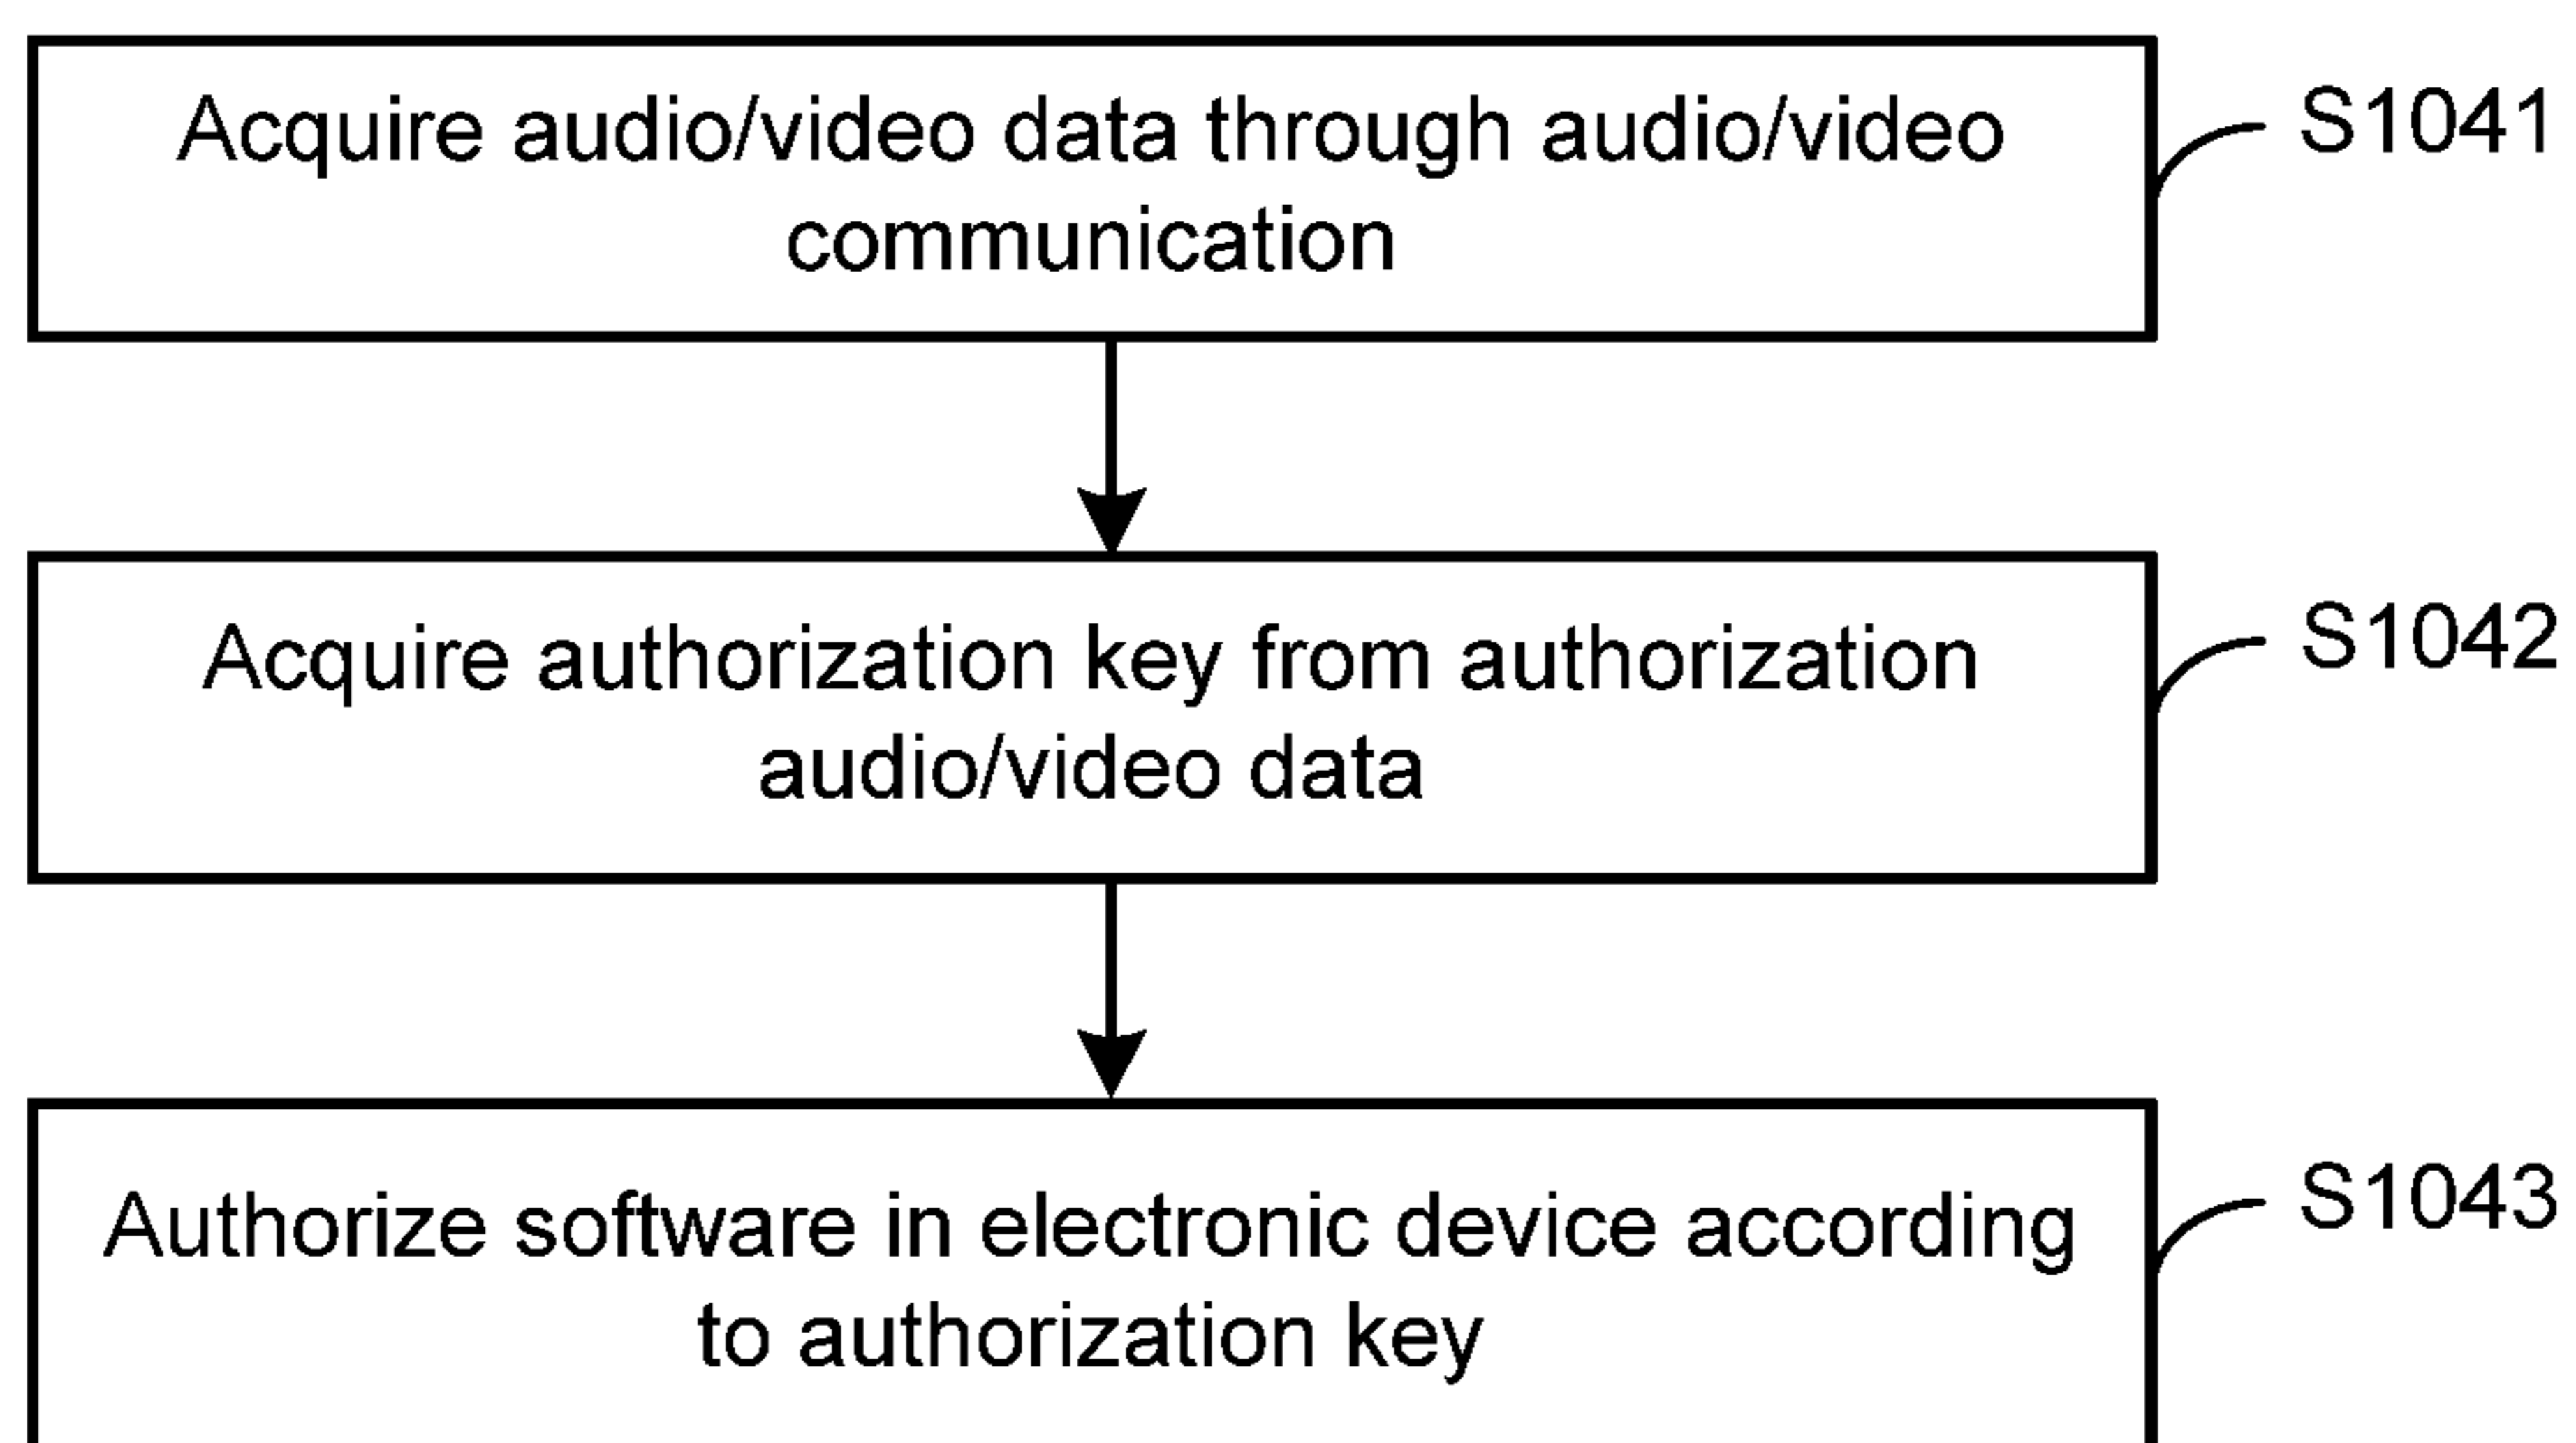 Acquire audio/video data through audio/video
communication
S1041
Acquire authorization key from authorization
audio/video data
S1042
Authorize software in electronic device according
to authorization key
S1043